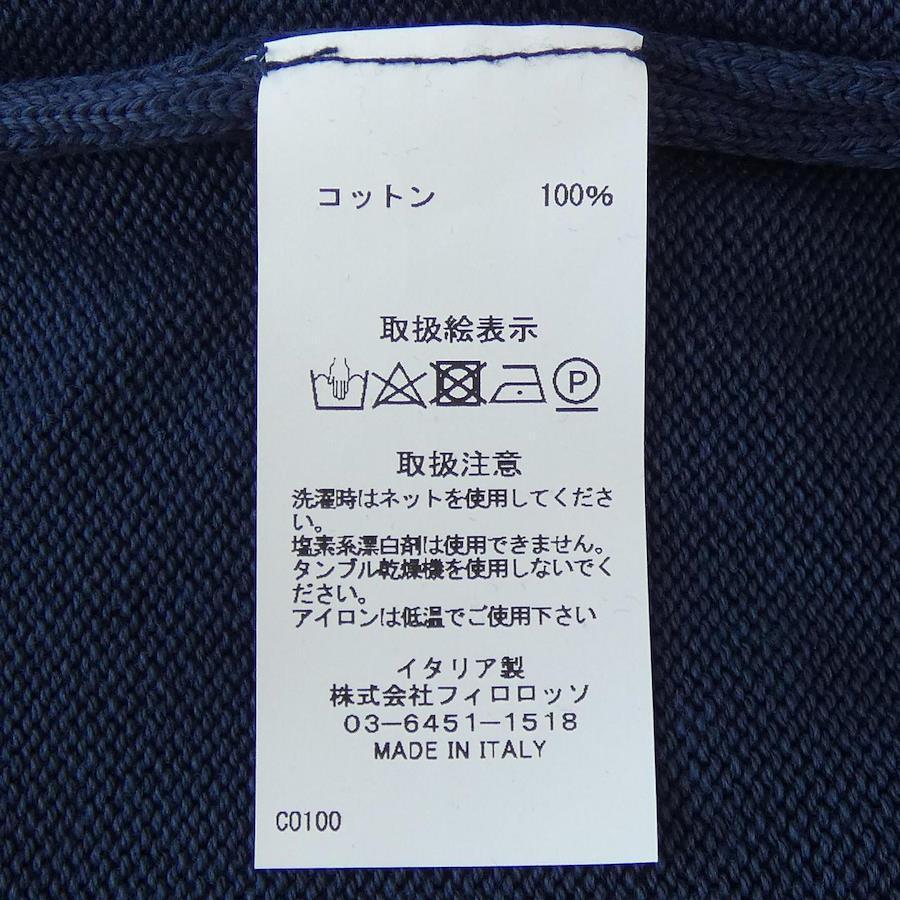 コットン 100%
取扱絵表示
P
取扱注意
洗濯時はネットを使用してくださ
い。
塩素系漂白剤は使用できません。
タンブル乾燥機を使用しないでく
ださい。
アイロンは低温でご使用下さい
イタリア製
株式会社フィロロッソ
03-6451-1518
MADE IN ITALY
CO100